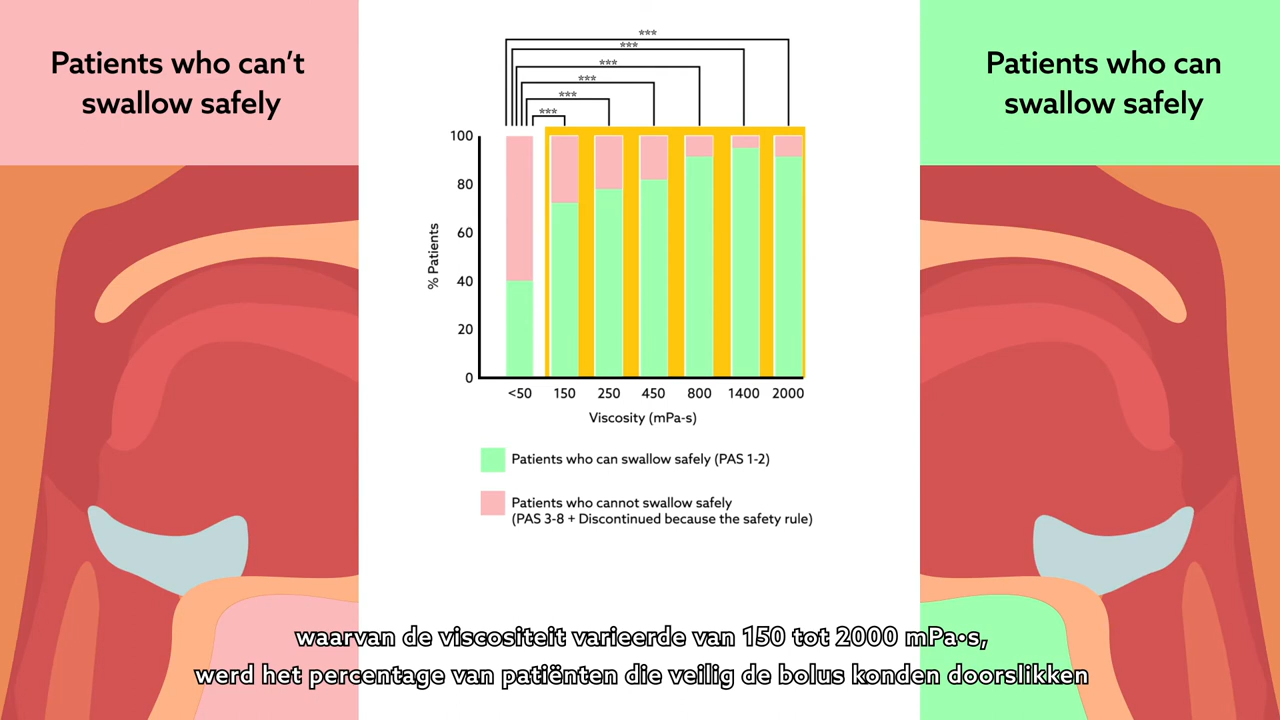 Patients who can't
swallow safely
Patients who can
swallow safely
***
***
***
***
***
***
100
80
60
40
20
0
% Patients
<50 150 250 450 800 1400 2000
Viscosity (mPa-s)
Patients who can swallow safely (PAS 1-2)
Patients who cannot swallow safely
(PAS 3-8 + Discontinued because the safety rule)
waarvan de viscositeit varieerde van 150 tot 2000 mPa•s,
werd het percentage van patiënten die veilig de bolus konden doorslikken